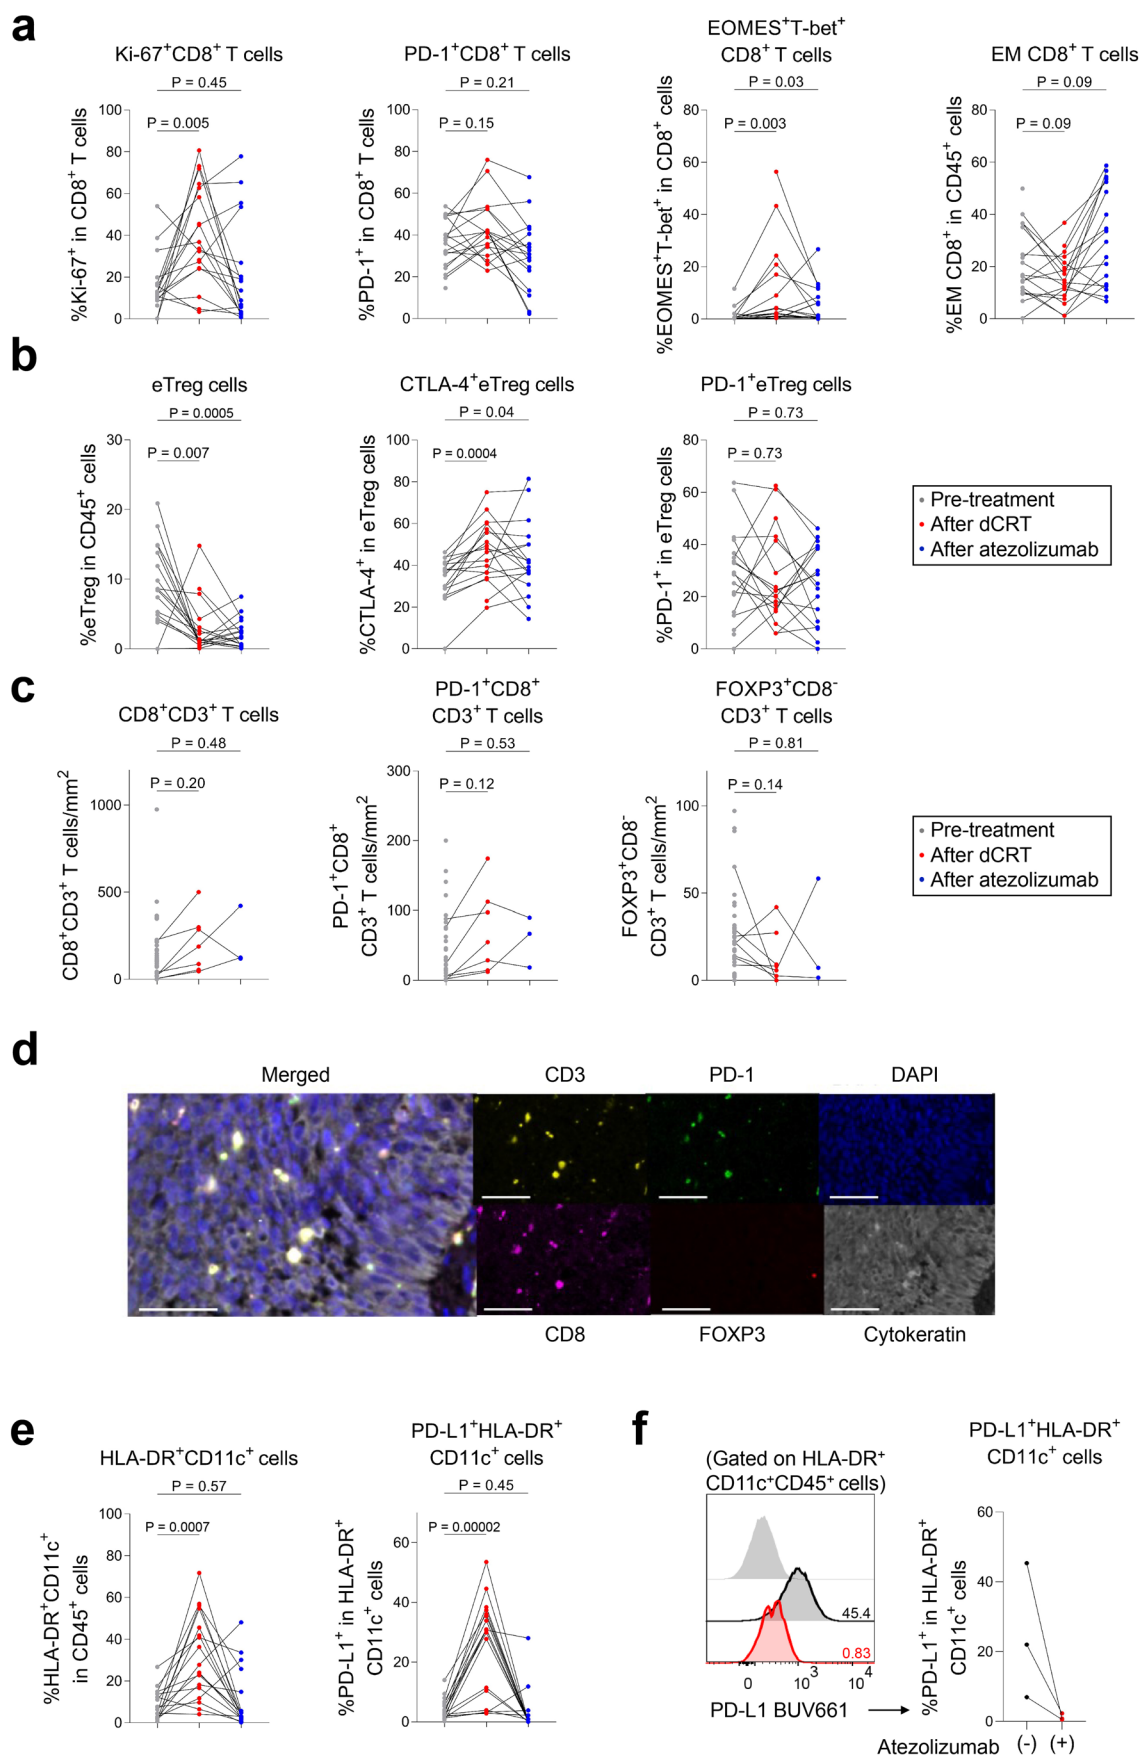 a
Ki-67⁺CD8⁺ T cells
P = 0.45
P = 0.005
%Ki-67⁺ in CD8⁺ T cells
100
80
60
40
20
0
PD-1⁺CD8⁺ T cells
P = 0.21
P = 0.15
%PD-1⁺ in CD8⁺ T cells
100
80
60
40
20
0
EOMES⁺T-bet⁺
CD8⁺ T cells
P = 0.03
P = 0.003
%EOMES⁺T-bet⁺ in CD8⁺ cells
80
60
40
20
0
EM CD8⁺ T cells
P = 0.09
P = 0.09
%EM CD8⁺ in CD45⁺ cells
80
60
40
20
0
b
eTreg cells
P = 0.0005
P = 0.007
%eTreg in CD45⁺ cells
30
20
10
0
CTLA-4⁺eTreg cells
P = 0.04
P = 0.0004
%CTLA-4⁺ in eTreg cells
100
80
60
40
20
0
PD-1⁺eTreg cells
P = 0.73
P = 0.73
%PD-1⁺ in eTreg cells
80
60
40
20
0
Pre-treatment
After dCRT
After atezolizumab
c
CD8⁺CD3⁺ T cells
P = 0.48
P = 0.20
CD8⁺CD3⁺ T cells/mm²
1000
500
0
PD-1⁺CD8⁺
CD3⁺ T cells
P = 0.53
P = 0.12
PD-1⁺CD8⁺
CD3⁺ T cells/mm²
300
200
100
0
FOXP3⁺CD8⁻
CD3⁺ T cells
P = 0.81
P = 0.14
FOXP3⁺CD8⁻
CD3⁺ T cells/mm²
100
50
0
Pre-treatment
After dCRT
After atezolizumab
d
Merged
CD3
PD-1
DAPI
CD8
FOXP3
Cytokeratin
e
HLA-DR⁺CD11c⁺ cells
P = 0.57
P = 0.0007
%HLA-DR⁺CD11c⁺
in CD45⁺ cells
100
80
60
40
20
0
PD-L1⁺HLA-DR⁺
CD11c⁺ cells
P = 0.45
P = 0.00002
%PD-L1⁺ in HLA-DR⁺
CD11c⁺ cells
60
40
20
0
f
(Gated on HLA-DR⁺
CD11c⁺CD45⁺ cells)
45.4
0.83
0
10³
10⁴
PD-L1 BUV661
PD-L1⁺HLA-DR⁺
CD11c⁺ cells
%PD-L1⁺ in HLA-DR⁺
CD11c⁺ cells
60
40
20
0
Atezolizumab (-) (+)